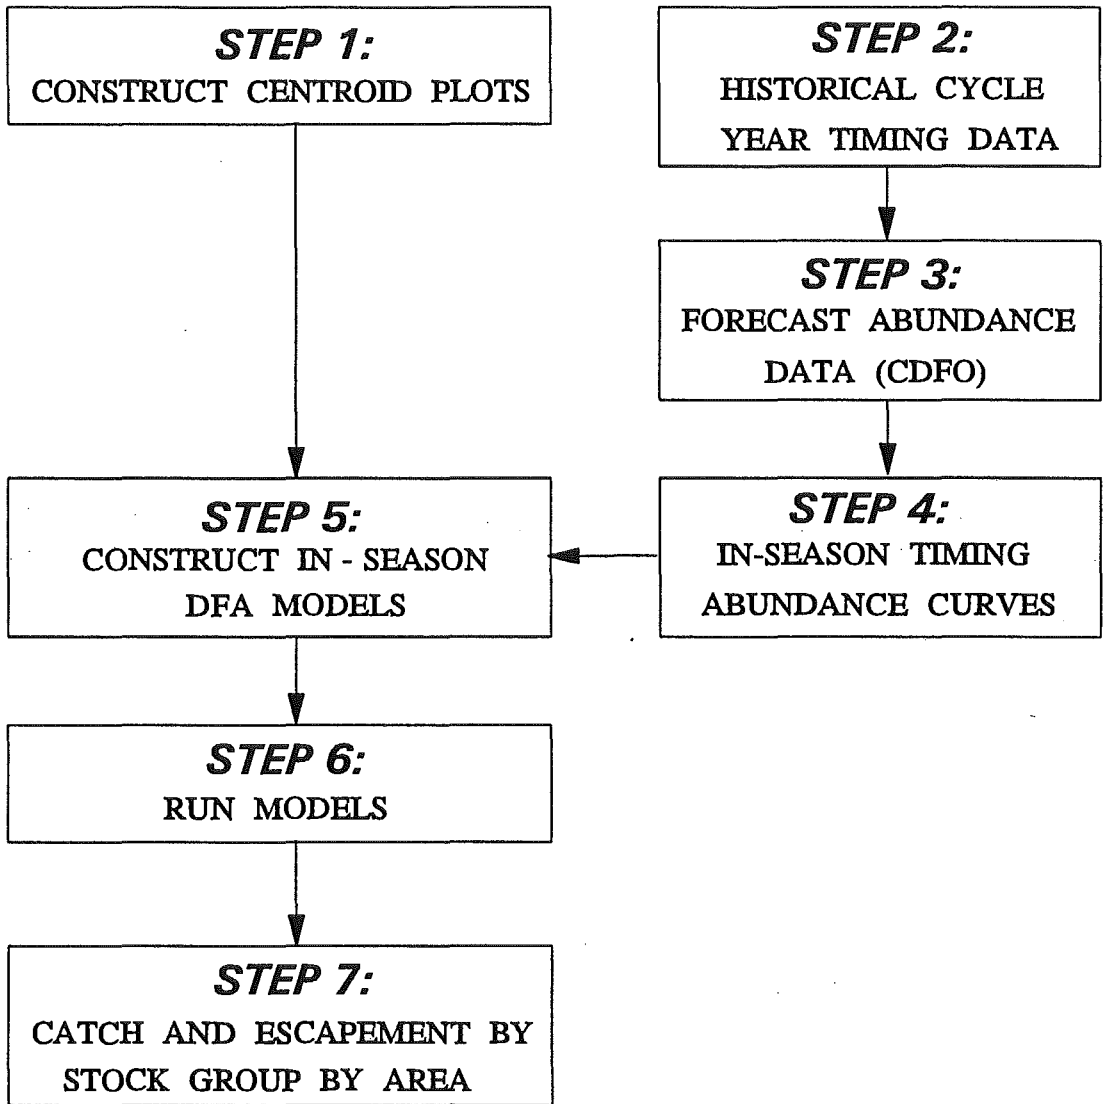 STEP 1:
CONSTRUCT CENTROID PLOTS
STEP 2:
HISTORICAL CYCLE
YEAR TIMING DATA
STEP 3:
FORECAST ABUNDANCE
DATA (CDFO)
STEP 4:
IN-SEASON TIMING
ABUNDANCE CURVES
STEP 5:
CONSTRUCT IN - SEASON
DFA MODELS
STEP 6:
RUN MODELS
STEP 7:
CATCH AND ESCAPEMENT BY
STOCK GROUP BY AREA